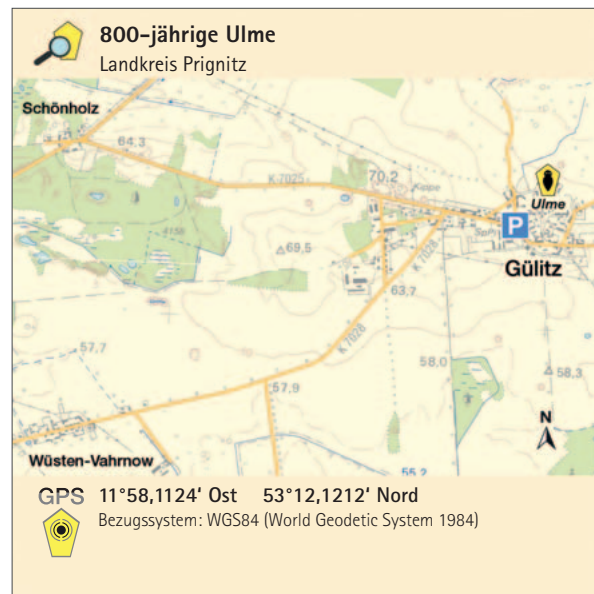 800-jährige Ulme
Landkreis Prignitz
Schönholz
64,3
K 7025
70,2
Ulme
P
Gülitz
69,5
K 7028
63,7
K 7026
57,7
58,0
58,3
57,9
N
Wüsten-Vahrnow
55,2
GPS 11°58,1124' Ost 53°12,1212' Nord
Bezugssystem: WGS84 (World Geodetic System 1984)